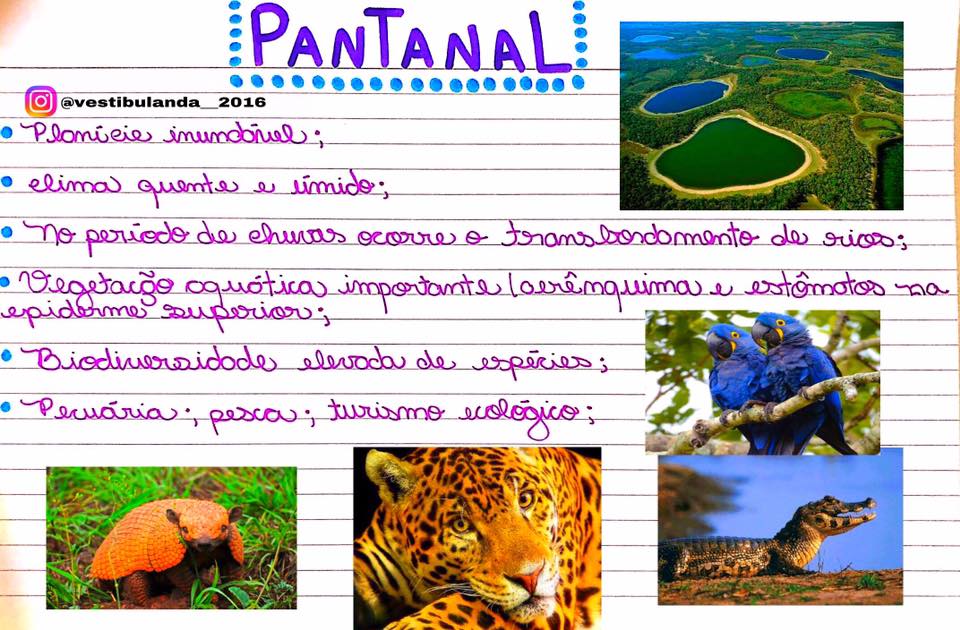 PANTANAL
@vestibulanda_2016
Planície inundável;
clima quente e úmido;
No período de chuvas ocorre o transbordamento de rios;
Vegetação aquática importante (aerênquima e estômatos na
epiderme superior;
Biodiversidade elevada de espécies;
Pecuária; pesca; turismo ecológico;